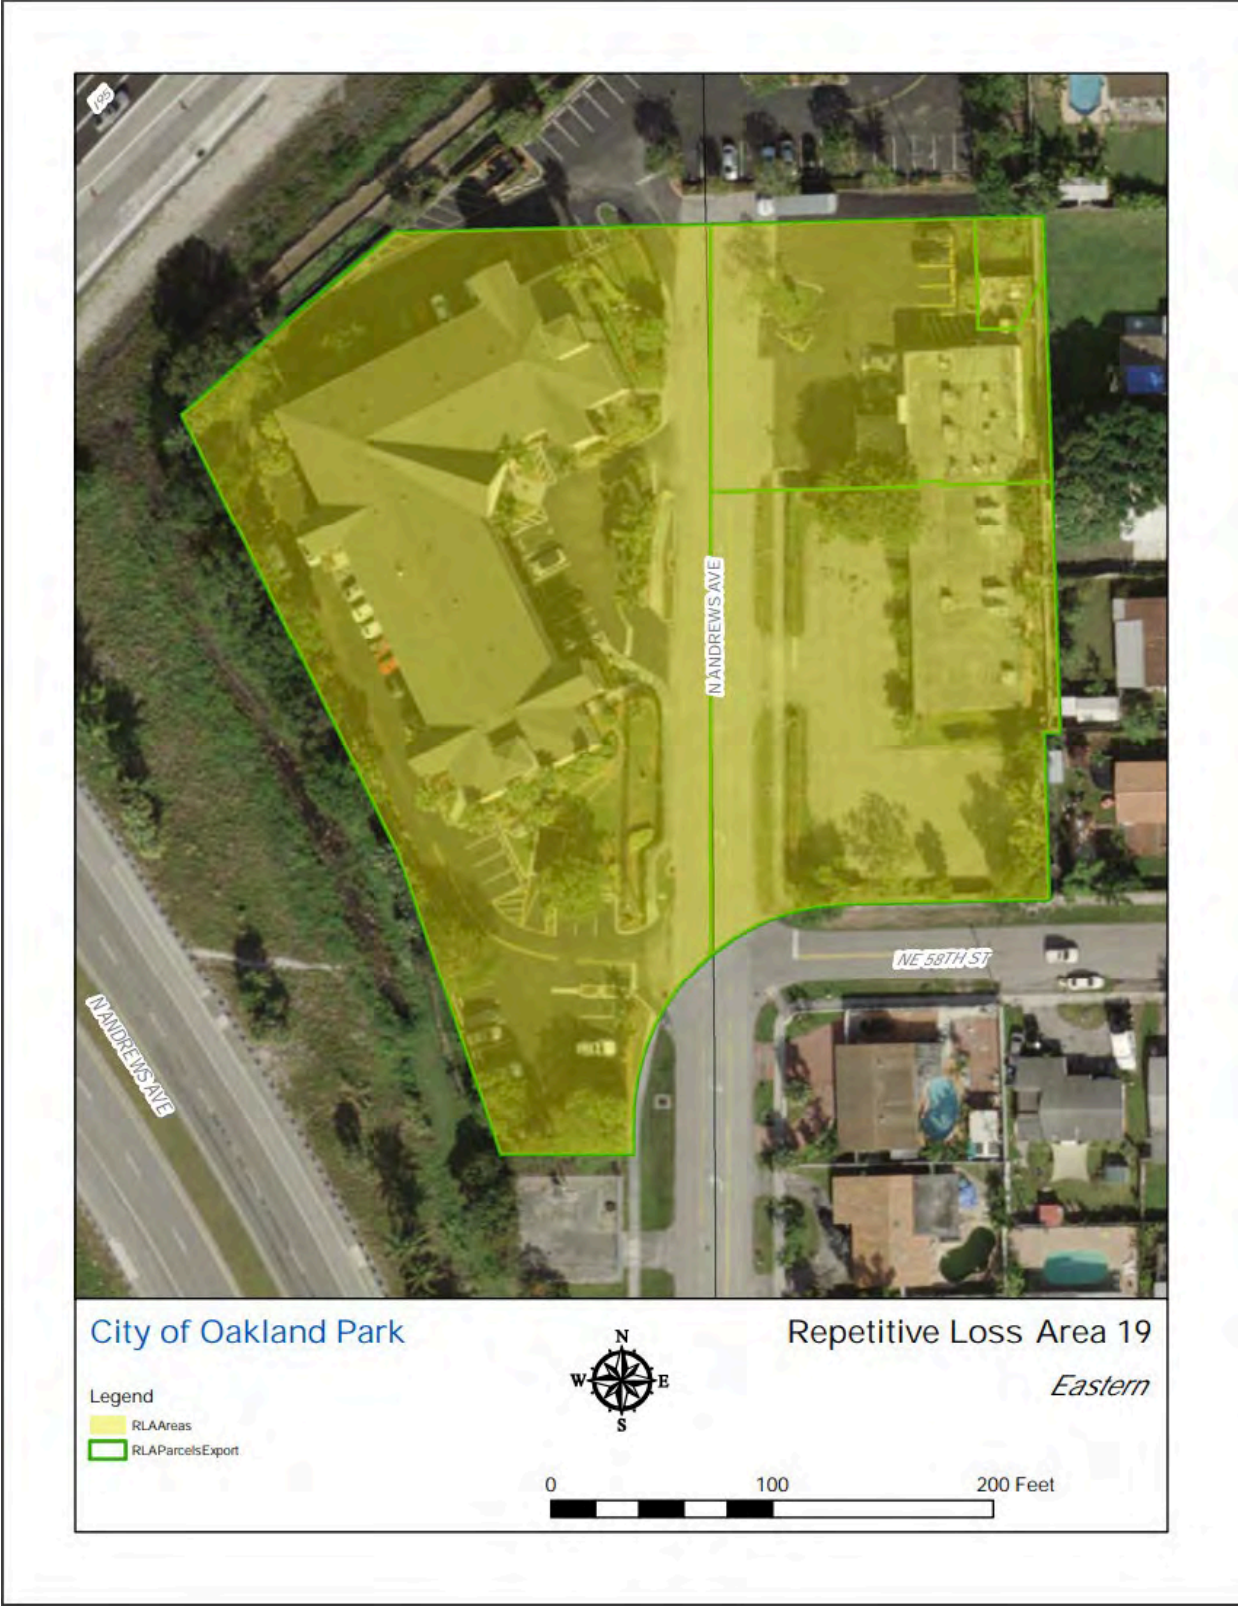 I95
N ANDREWS AVE
NE 58TH ST
N ANDREWS AVE
City of Oakland Park
Repetitive Loss Area 19
Eastern
Legend
RLAAreas
RLAParcelsExport
N
W E
S
0 100 200 Feet